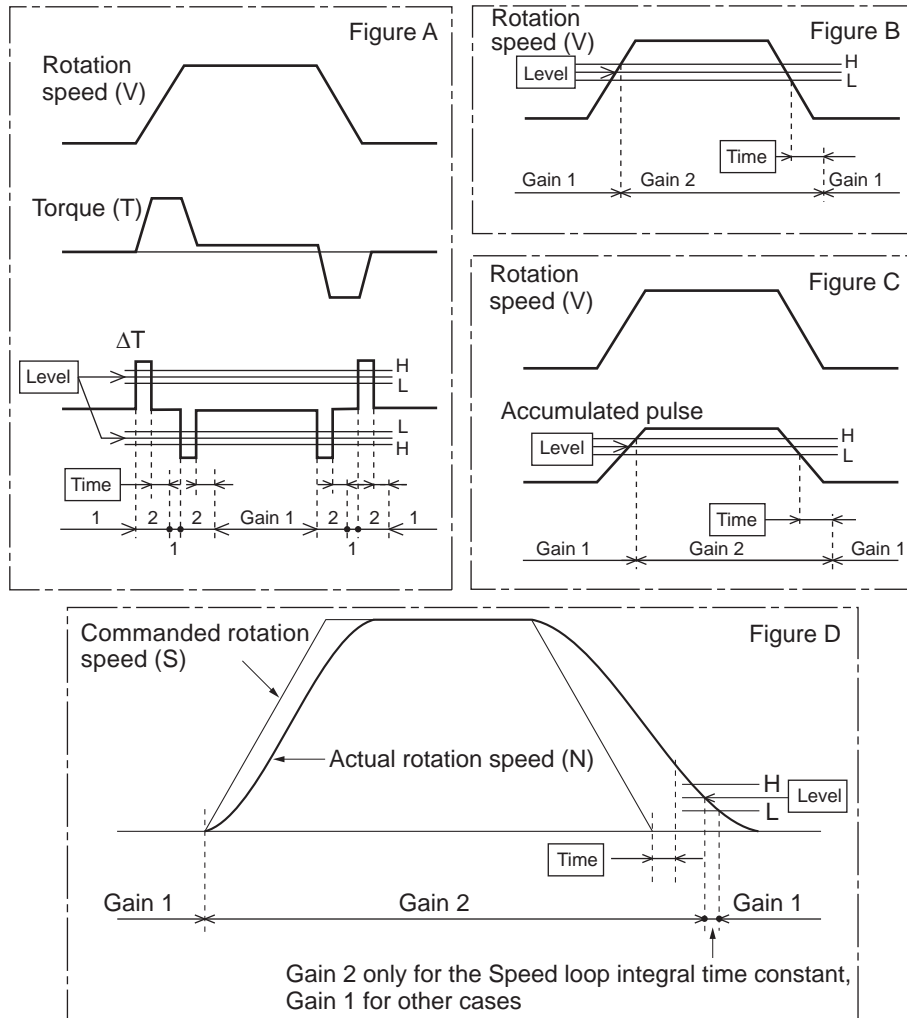 Figure A
Rotation
speed (V)
Torque (T)
ΔT
Level
H
L
L
H
Time
1
2
2
Gain 1
2
2
1
1
1
Figure B
Rotation
speed (V)
Level
H
L
Time
Gain 1
Gain 2
Gain 1
Figure C
Rotation
speed (V)
Accumulated pulse
Level
H
L
Time
Gain 1
Gain 2
Gain 1
Figure D
Commanded rotation
speed (S)
Actual rotation speed (N)
H
Level
L
Time
Gain 1
Gain 2
Gain 1
Gain 2 only for the Speed loop integral time constant,
Gain 1 for other cases